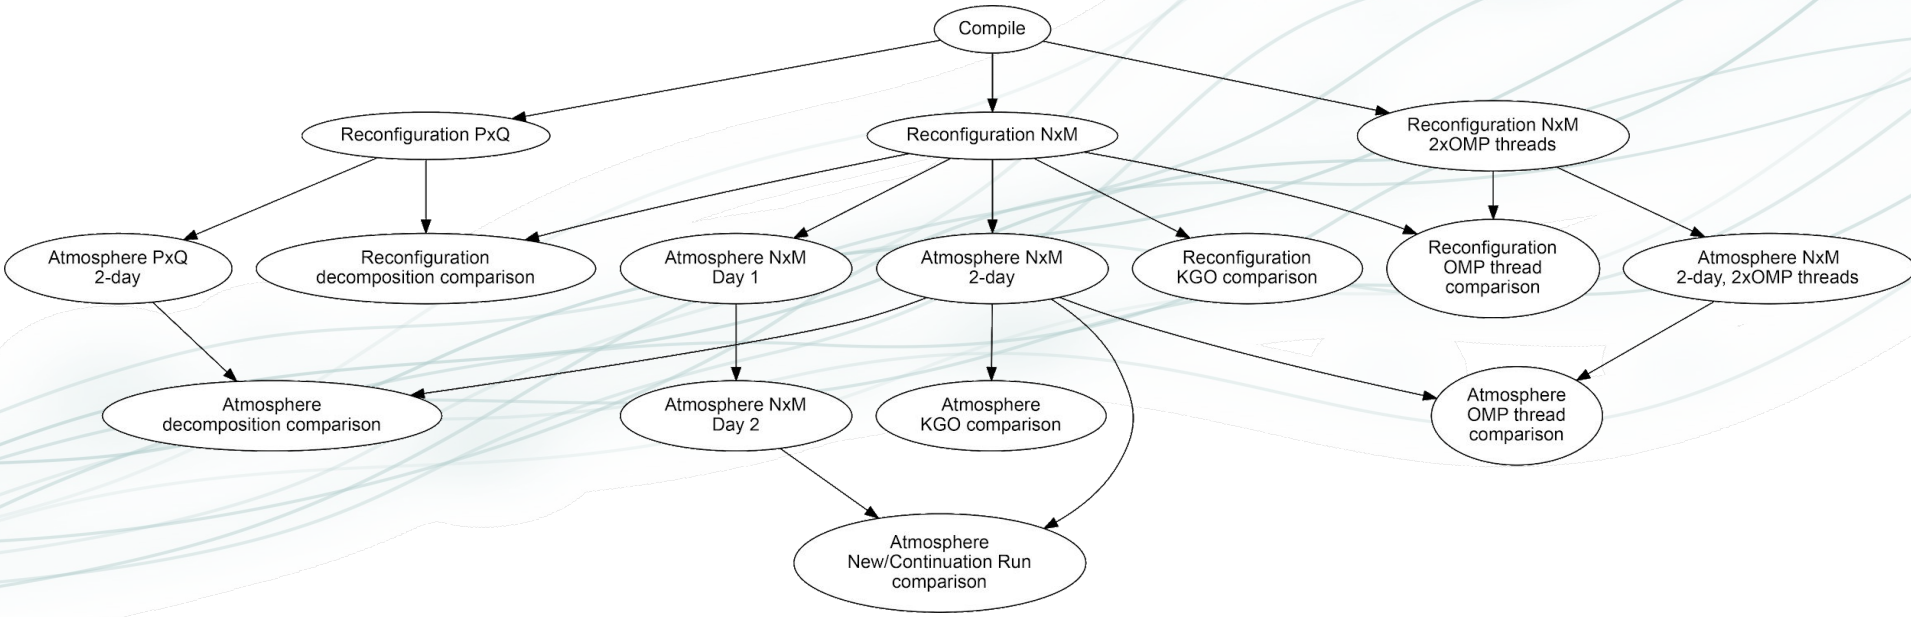 Compile
Reconfiguration PxQ
Reconfiguration NxM
Reconfiguration NxM
2xOMP threads
Atmosphere PxQ
2-day
Reconfiguration
decomposition comparison
Atmosphere NxM
Day 1
Atmosphere NxM
2-day
Reconfiguration
KGO comparison
Reconfiguration
OMP thread
comparison
Atmosphere NxM
2-day, 2xOMP threads
Atmosphere
decomposition comparison
Atmosphere NxM
Day 2
Atmosphere
KGO comparison
Atmosphere
OMP thread
comparison
Atmosphere
New/Continuation Run
comparison